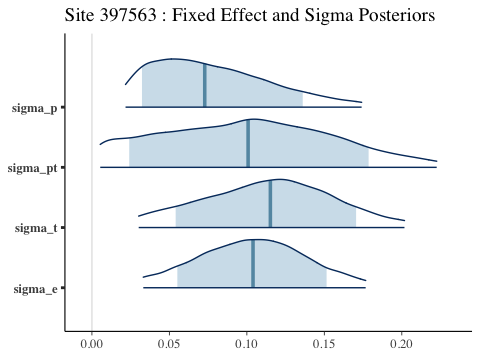 Site 397563 : Fixed Effect and Sigma Posteriors
sigma_p
sigma_pt
sigma_t
sigma_e
0.00 0.05 0.10 0.15 0.20